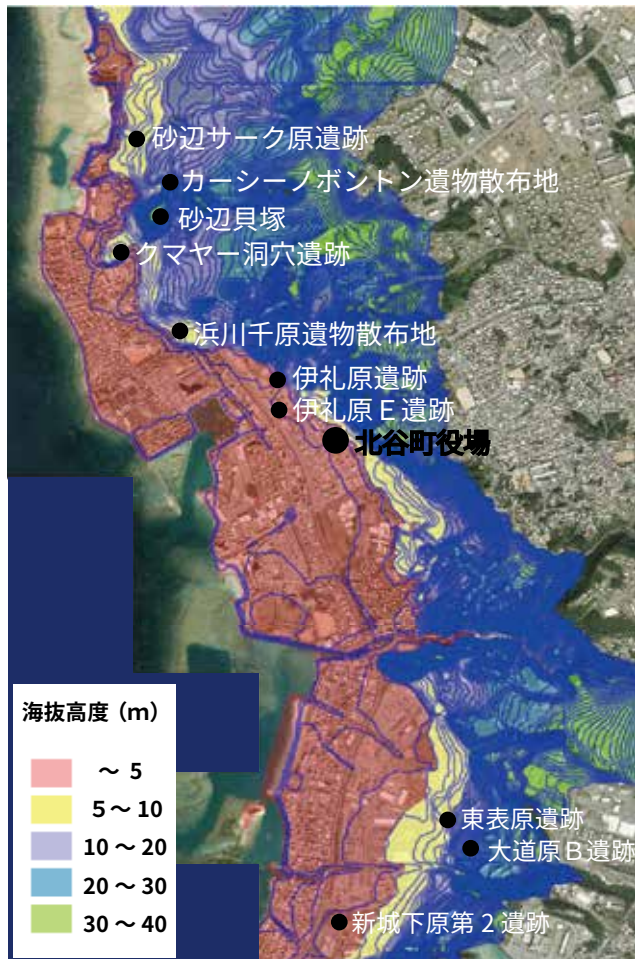 砂辺サーク原遺跡
カーシーノボントン遺物散布地
砂辺貝塚
クマヤー洞穴遺跡
浜川千原遺物散布地
伊礼原遺跡
伊礼原E遺跡
北谷町役場
海抜高度（m）
～ 5
5～10
10～20
20～30
30～40
東表原遺跡
大道原B遺跡
新城下原第2遺跡